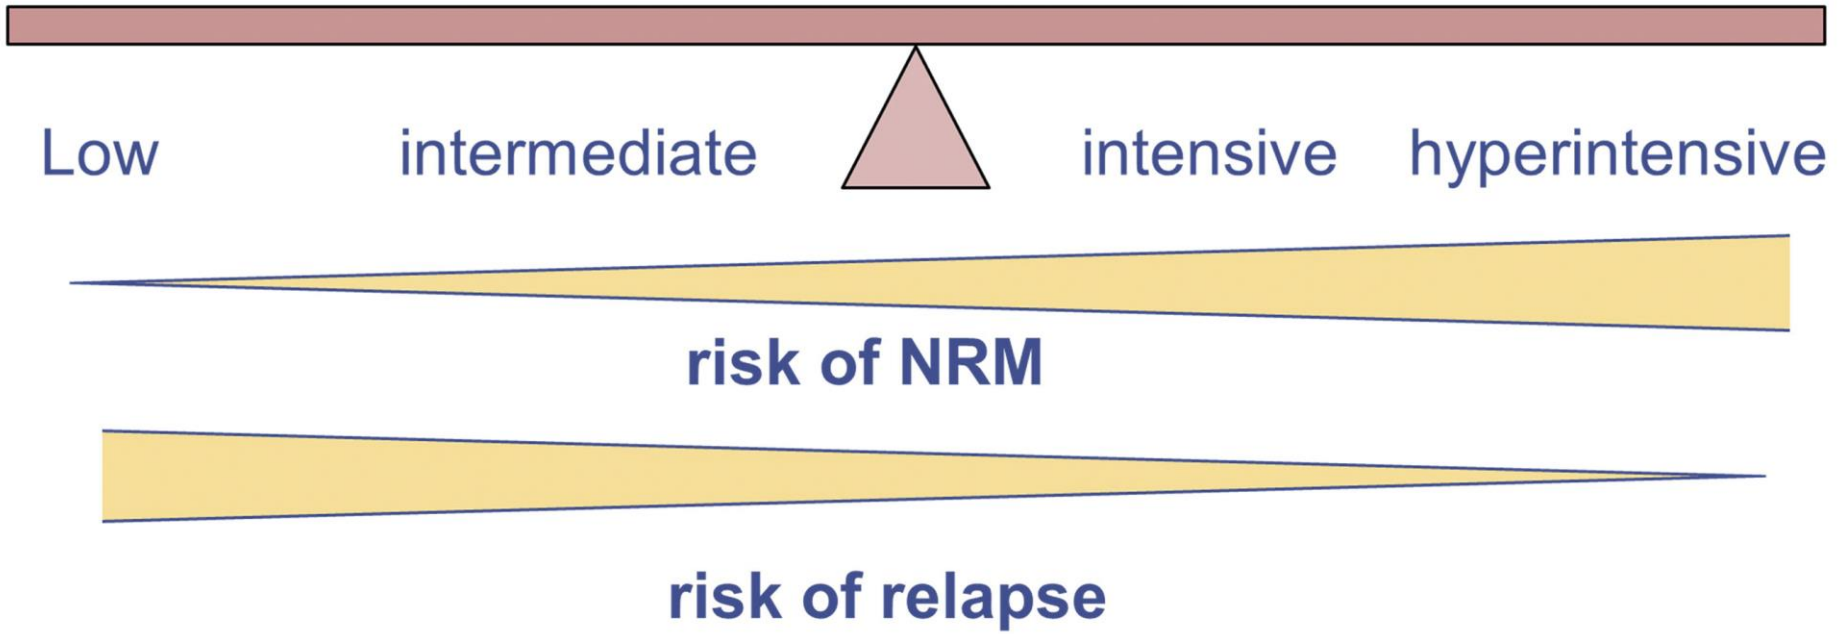 Low intermediate intensive hyperintensive
risk of NRM
risk of relapse